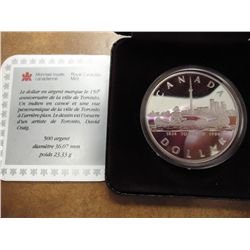 Monnaie royale canadienne
Royal Canadian Mint
Le dollar en argent marque le 150e
anniversaire de la ville de Toronto.
Un indien en canoë et une vue
panoramique de la ville de Toronto
à l'arrière-plan. Le dessin est l'œuvre
d'un artiste de Toronto, David
Craig.
500 argent
diamètre 36,07 mm
poids 23,33 g
CANADA
1834 TORONTO 1984
DOLLAR